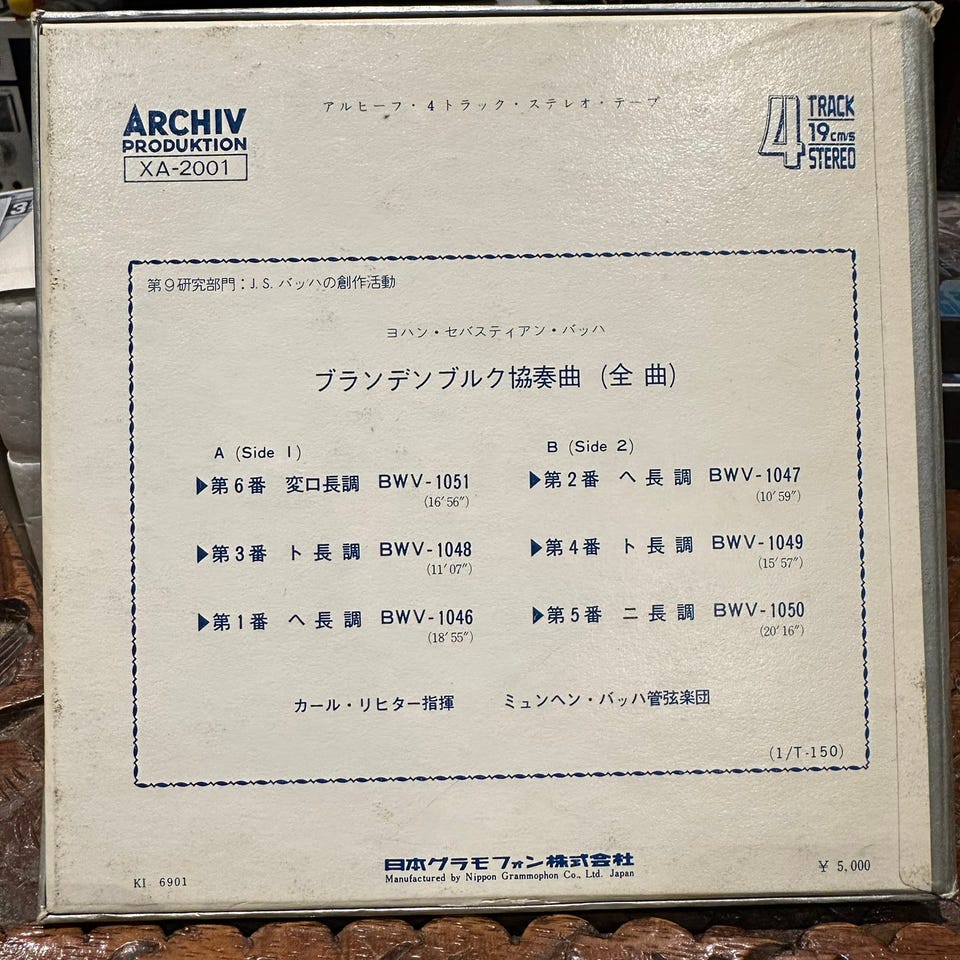 アルヒーフ・4トラック・ステレオ・テープ
ARCHIV
PRODUKTION
XA-2001
4 TRACK
19cm/s
STEREO
第9研究部門:J.S.バッハの創作活動
ヨハン・セバスティアン・バッハ
ブランデンブルク協奏曲 (全曲)
A (Side 1)
▶第6番 変ロ長調 BWV-1051
(16′56″)
▶第3番 ト長調 BWV-1048
(11′07″)
▶第1番 ヘ長調 BWV-1046
(18′55″)
B (Side 2)
▶第2番 ヘ長調 BWV-1047
(10′59″)
▶第4番 ト長調 BWV-1049
(15′57″)
▶第5番 ニ長調 BWV-1050
(20′16″)
カール・リヒター指揮 ミュンヘン・バッハ管弦楽団
(1/T-150)
日本グラモフォン株式会社
Manufactured by Nippon Grammophon Co., Ltd. Japan
KI 6901
¥ 5,000
3